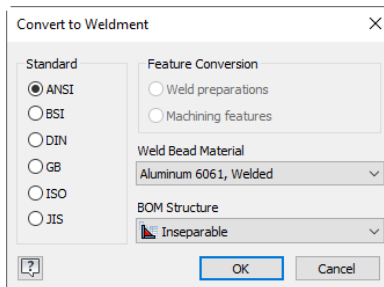 Convert to Weldment
Standard
ANSI
BSI
DIN
GB
ISO
JIS
Feature Conversion
Weld preparations
Machining features
Weld Bead Material
Aluminum 6061, Welded
BOM Structure
Inseparable
?
OK
Cancel